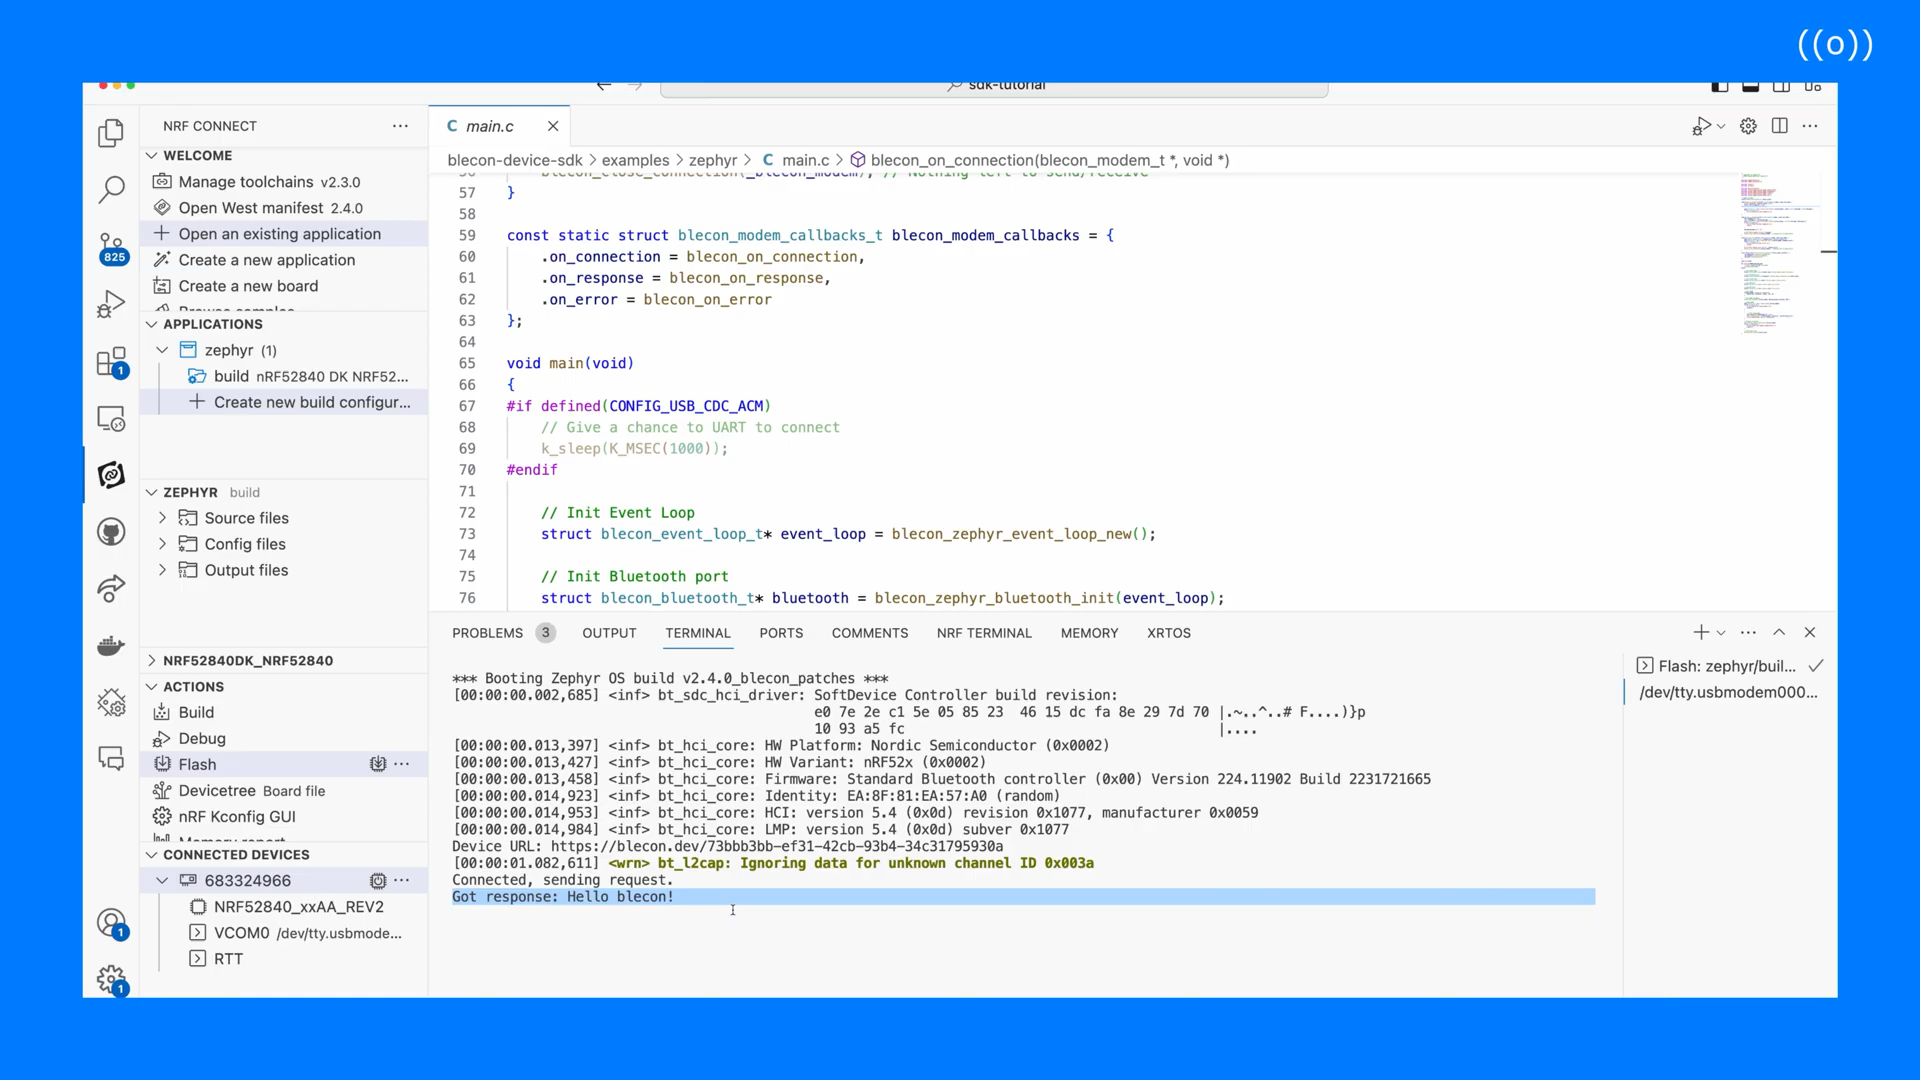 ((o))
sdk-tutorial
NRF CONNECT
WELCOME
Manage toolchains v2.3.0
Open West manifest 2.4.0
Open an existing application
Create a new application
Create a new board
Browse samples
APPLICATIONS
zephyr (1)
build nRF52840 DK NRF52...
Create new build configur...
ZEPHYR build
Source files
Config files
Output files
NRF52840DK_NRF52840
ACTIONS
Build
Debug
Flash
Devicetree Board file
nRF Kconfig GUI
Memory report
CONNECTED DEVICES
683324966
NRF52840_xxAA_REV2
VCOM0 /dev/tty.usbmode...
RTT
825
1
1
1
C main.c
blecon-device-sdk > examples > zephyr > C main.c > blecon_on_connection(blecon_modem_t *, void *)
56 blecon_close_connection(_blecon_modem); // Nothing left to send/receive
57 }
58
59 const static struct blecon_modem_callbacks_t blecon_modem_callbacks = {
60 .on_connection = blecon_on_connection,
61 .on_response = blecon_on_response,
62 .on_error = blecon_on_error
63 };
64
65 void main(void)
66 {
67 #if defined(CONFIG_USB_CDC_ACM)
68 // Give a chance to UART to connect
69 k_sleep(K_MSEC(1000));
70 #endif
71
72 // Init Event Loop
73 struct blecon_event_loop_t* event_loop = blecon_zephyr_event_loop_new();
74
75 // Init Bluetooth port
76 struct blecon_bluetooth_t* bluetooth = blecon_zephyr_bluetooth_init(event_loop);
PROBLEMS 3 OUTPUT TERMINAL PORTS COMMENTS NRF TERMINAL MEMORY XRTOS
*** Booting Zephyr OS build v2.4.0_blecon_patches ***
[00:00:00.002,685] <inf> bt_sdc_hci_driver: SoftDevice Controller build revision:
e0 7e 2e c1 5e 05 85 23 46 15 dc fa 8e 29 7d 70 |.~..^..# F....)}p
10 93 a5 fc |....
[00:00:00.013,397] <inf> bt_hci_core: HW Platform: Nordic Semiconductor (0x0002)
[00:00:00.013,427] <inf> bt_hci_core: HW Variant: nRF52x (0x0002)
[00:00:00.013,458] <inf> bt_hci_core: Firmware: Standard Bluetooth controller (0x00) Version 224.11902 Build 2231721665
[00:00:00.014,923] <inf> bt_hci_core: Identity: EA:8F:81:EA:57:A0 (random)
[00:00:00.014,953] <inf> bt_hci_core: HCI: version 5.4 (0x0d) revision 0x1077, manufacturer 0x0059
[00:00:00.014,984] <inf> bt_hci_core: LMP: version 5.4 (0x0d) subver 0x1077
Device URL: https://blecon.dev/73bbb3bb-ef31-42cb-93b4-34c31795930a
[00:00:01.082,611] <wrn> bt_l2cap: Ignoring data for unknown channel ID 0x003a
Connected, sending request.
Got response: Hello blecon!
Flash: zephyr/buil...
/dev/tty.usbmodem000...